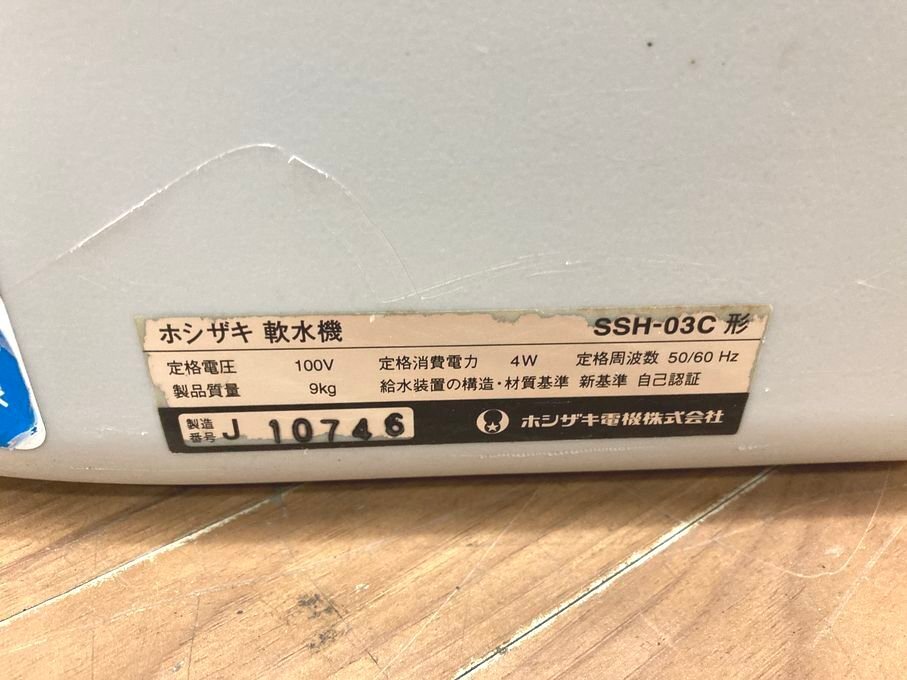 ホシザキ 軟水機 SSH-03C 形
定格電圧 100V 定格消費電力 4W 定格周波数 50/60 Hz
製品質量 9kg 給水装置の構造・材質基準 新基準 自己認証
製造番号 J 10746 ホシザキ電機株式会社